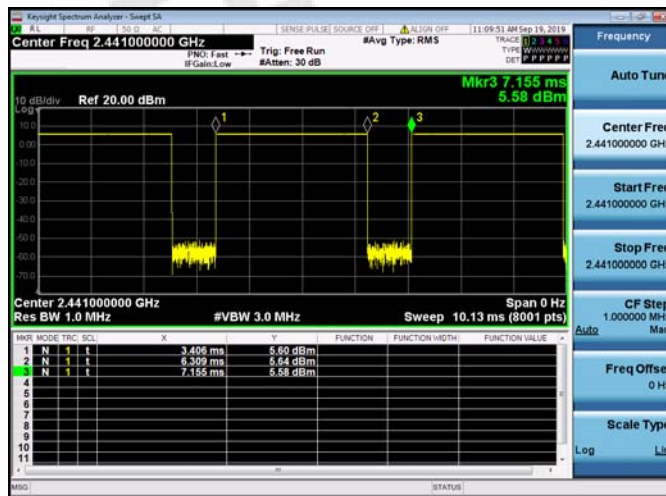 Keysight Spectrum Analyzer - Swept SA
RL RF 50 Ω AC SENSE:PULSE SOURCE OFF ALIGN OFF 11:09:51 AM Sep 19, 2019
Center Freq 2.441000000 GHz
PNO: Fast
IFGain:Low
Trig: Free Run
#Atten: 30 dB
#Avg Type: RMS
TRACE 1 2 3 4 5 6
TYPE W
DET P P P P P P
Mkr3 7.155 ms
5.58 dBm
10 dB/div Ref 20.00 dBm
Log
10.0
0.00
-10.0
-20.0
-30.0
-40.0
-50.0
-60.0
-70.0
1
2
3
Center 2.441000000 GHz Span 0 Hz
Res BW 1.0 MHz #VBW 3.0 MHz Sweep 10.13 ms (8001 pts)
MKR MODE TRC SCL X Y FUNCTION FUNCTION WIDTH FUNCTION VALUE
1 N 1 t 3.406 ms 5.60 dBm
2 N 1 t 6.309 ms 5.64 dBm
3 N 1 t 7.155 ms 5.58 dBm
4
5
6
7
8
9
10
11
MSG STATUS
Frequency
Auto Tune
Center Freq
2.441000000 GHz
Start Freq
2.441000000 GHz
Stop Freq
2.441000000 GHz
CF Step
1.000000 MHz
Auto Man
Freq Offset
0 Hz
Scale Type
Log Lin